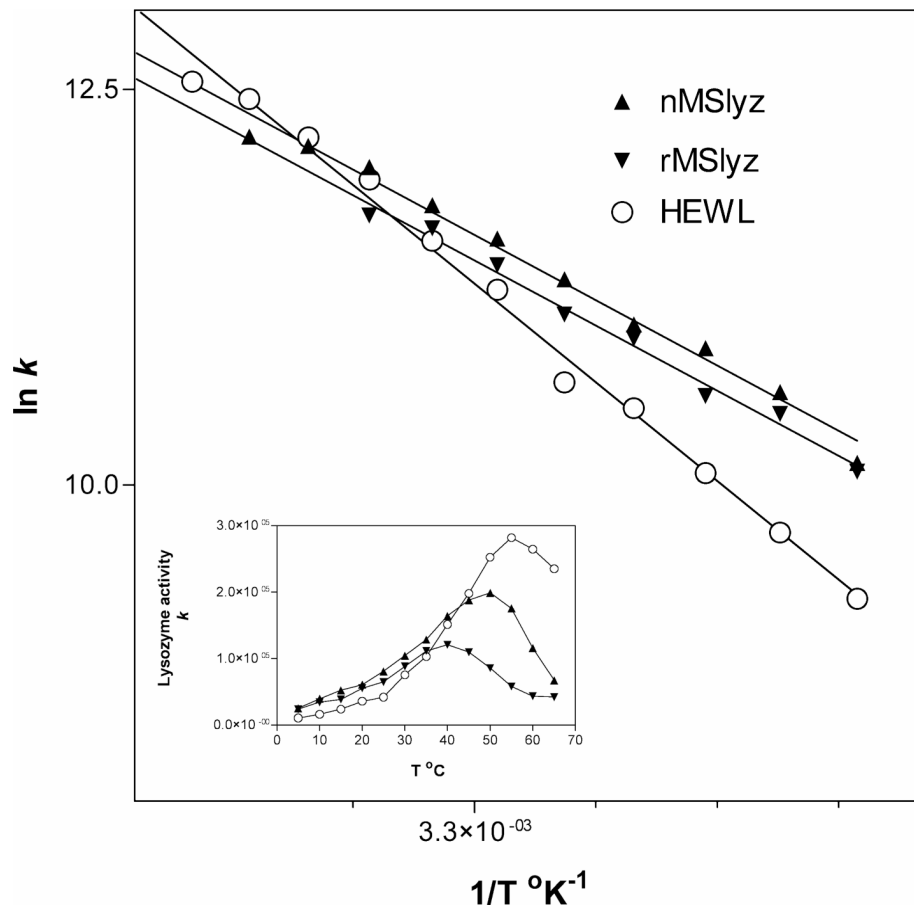 12.5
nMSlyz
rMSlyz
HEWL
ln k
10.0
3.0×10 05
2.0×10 05
1.0×10 05
0.0×10 -00
Lysozyme activity
k
0 10 20 30 40 50 60 70
T oC
3.3×10 -03
1/T oK-1